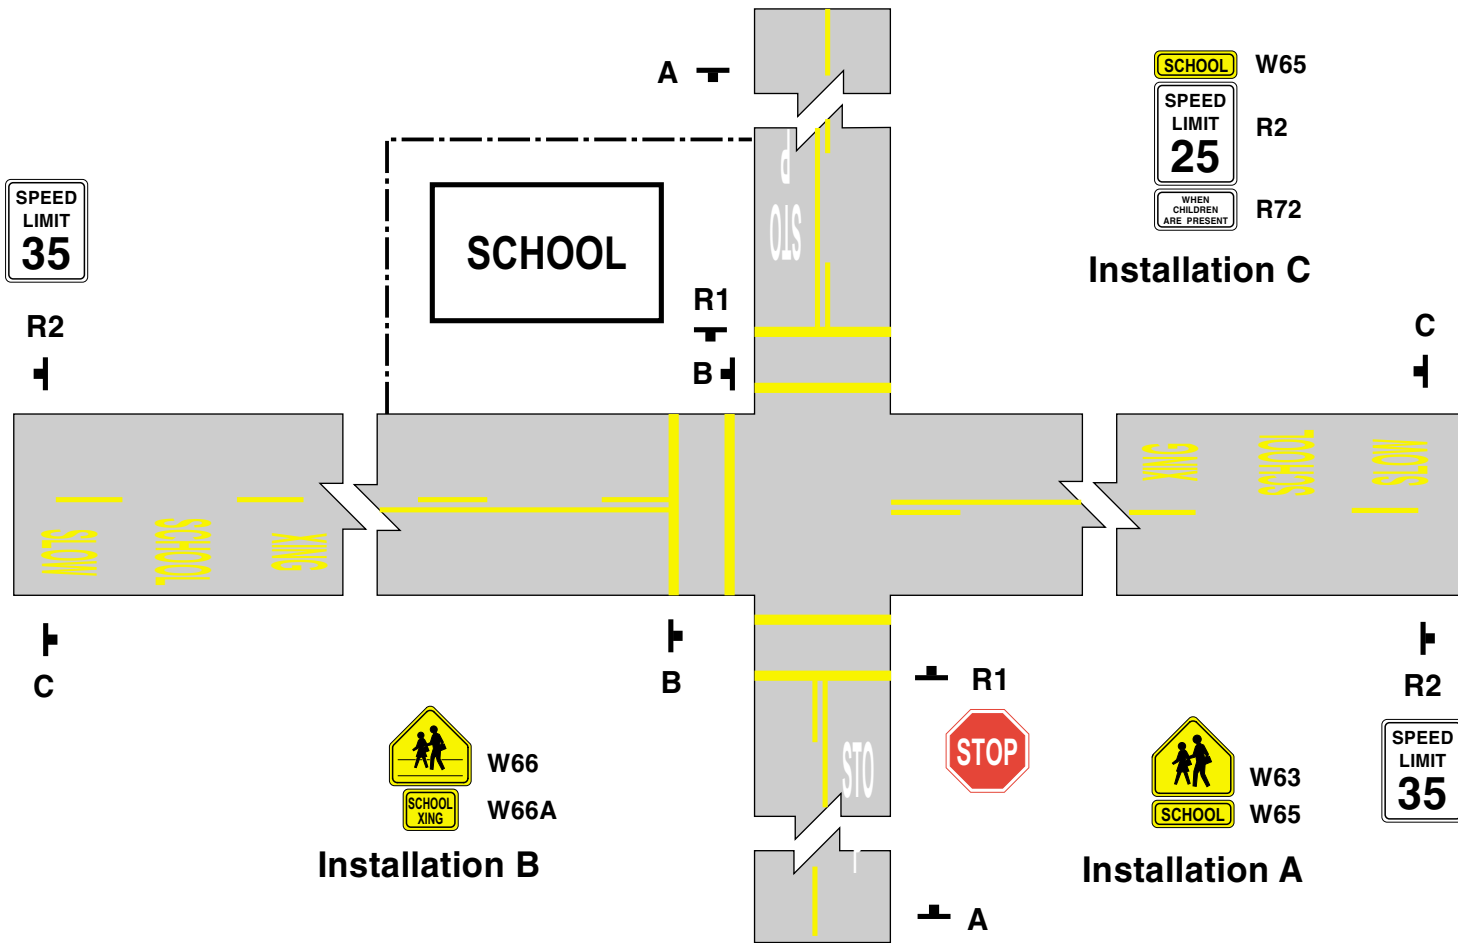 A
SCHOOL
W65
SPEED
LIMIT
25
R2
WHEN
CHILDREN
ARE PRESENT
R72
Installation C
SPEED
LIMIT
35
R2
SCHOOL
P
STO
R1
B
C
XING
SCHOOL
SLOW
SLOW
SCHOOL
XING
C
B
R1
R2
STOP
STO
T
W66
SCHOOL
XING
W66A
Installation B
W63
SCHOOL
W65
Installation A
SPEED
LIMIT
35
A